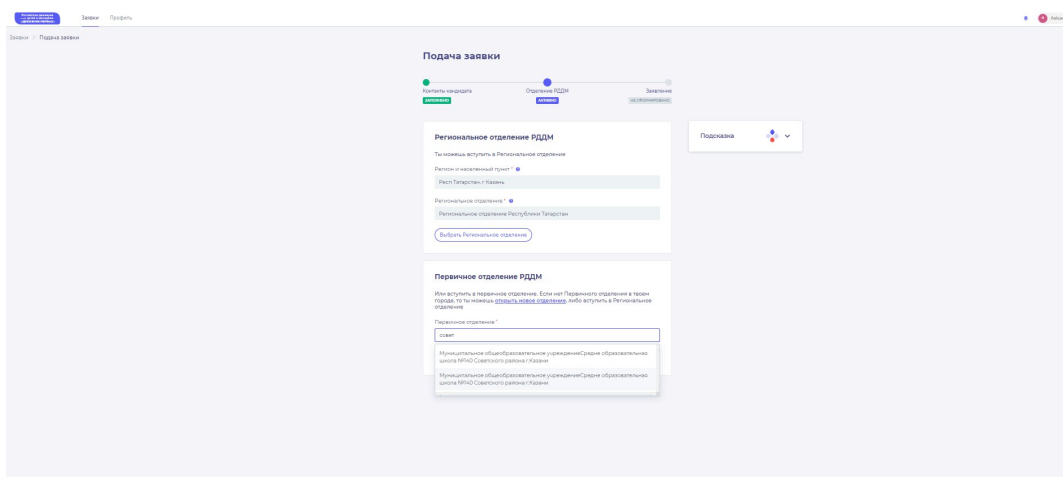 Заявки Профиль
Заявки > Подача заявки
Подача заявки
Контакты кандидата Отделение РДДМ Заявление
ЗАПОЛНЕНО АКТИВНО НЕ СФОРМИРОВАНО
Региональное отделение РДДМ
Подсказка
Ты можешь вступить в Региональное отделение
Регион и населенный пункт *
Респ Татарстан, г Казань
Региональное отделение *
Региональное отделение Республики Татарстан
Выбрать Региональное отделение
Первичное отделение РДДМ
Или вступить в первичное отделение. Если нет Первичного отделения в твоем
городе, то ты можешь открыть новое отделение, либо вступить в Региональное
отделение
Первичное отделение *
совет
Муниципальное общеобразовательное учреждениеСредне образовательная
школа №140 Советского района г.Казани
Муниципальное общеобразовательное учреждениеСредне образовательная
школа №140 Советского района г.Казани